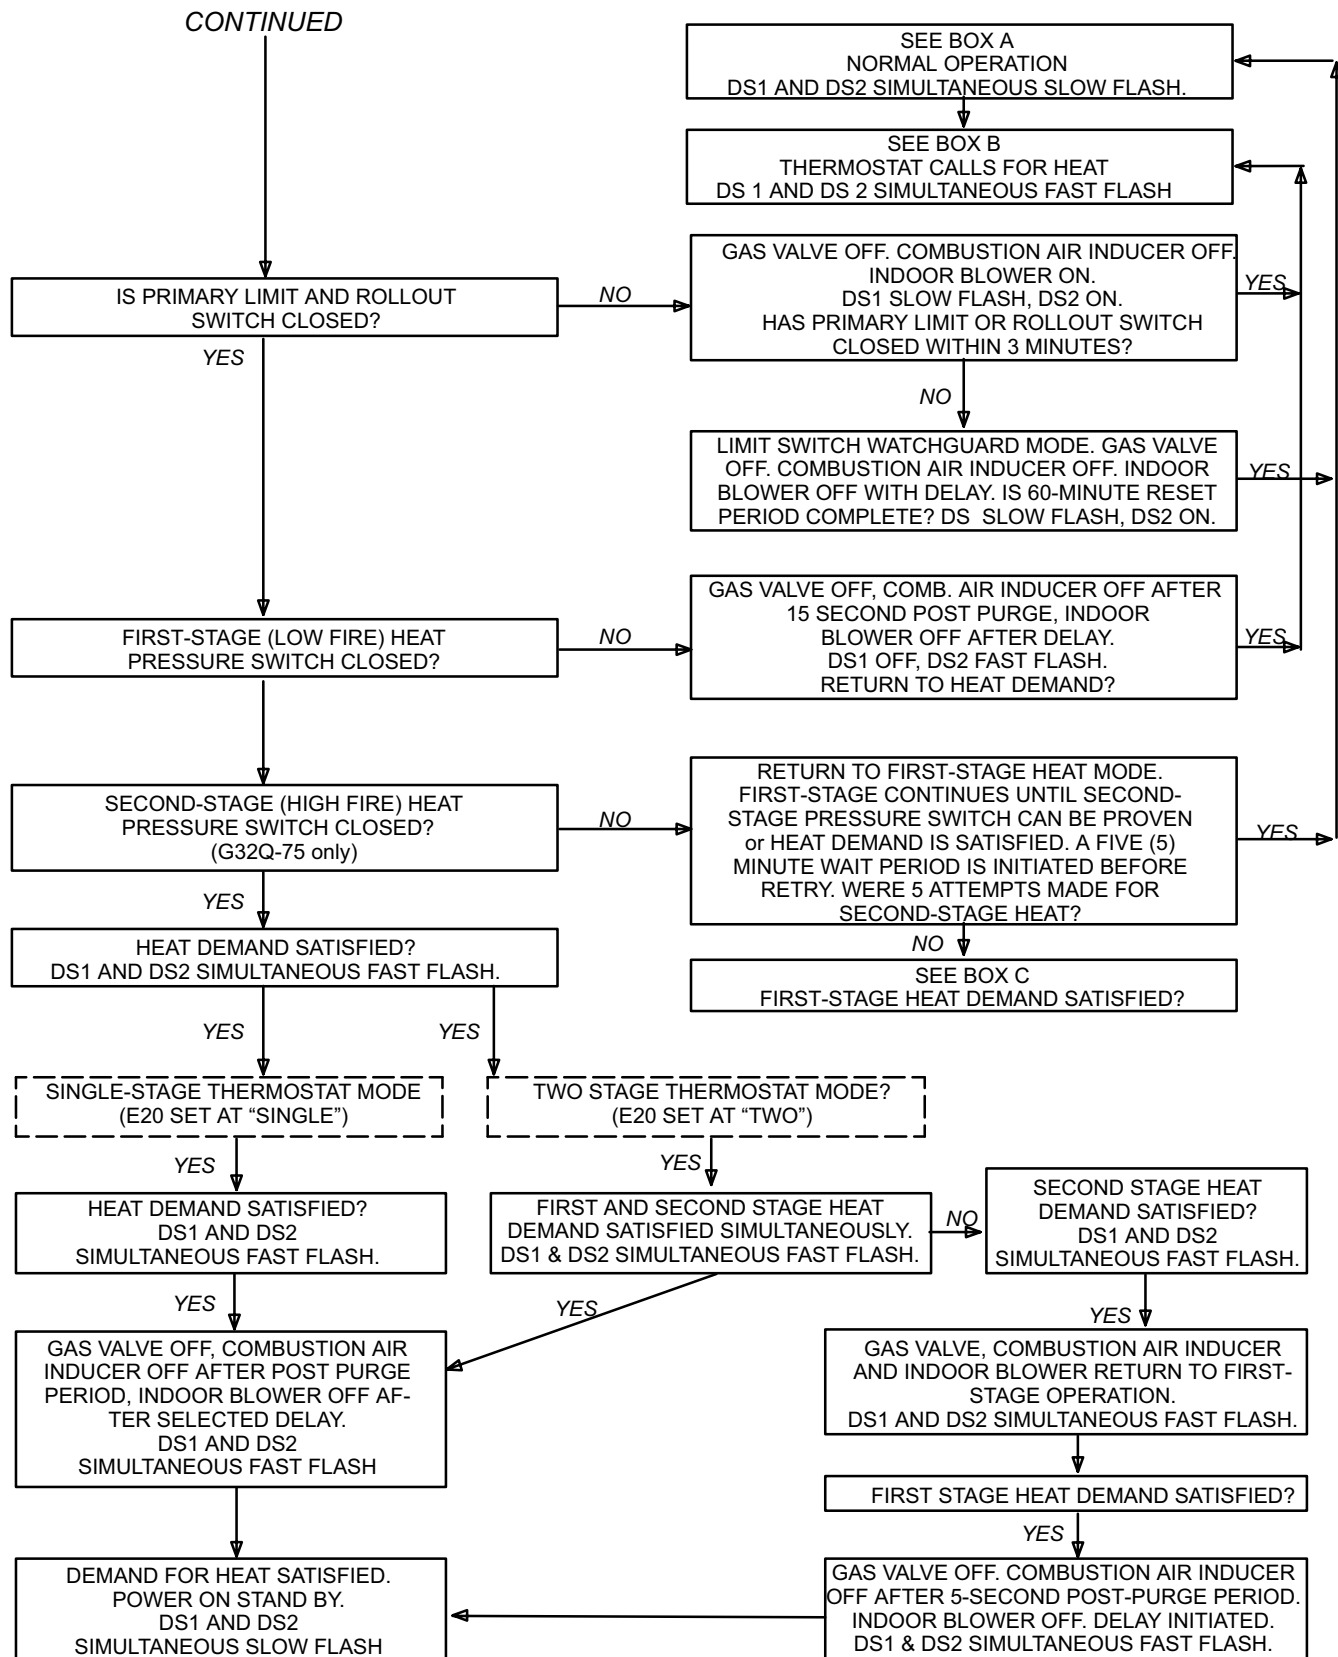 CONTINUED
SEE BOX A
NORMAL OPERATION
DS1 AND DS2 SIMULTANEOUS SLOW FLASH.
SEE BOX B
THERMOSTAT CALLS FOR HEAT
DS 1 AND DS 2 SIMULTANEOUS FAST FLASH
IS PRIMARY LIMIT AND ROLLOUT
SWITCH CLOSED?
NO
GAS VALVE OFF. COMBUSTION AIR INDUCER OFF.
INDOOR BLOWER ON.
DS1 SLOW FLASH, DS2 ON.
HAS PRIMARY LIMIT OR ROLLOUT SWITCH
CLOSED WITHIN 3 MINUTES?
YES
YES
NO
LIMIT SWITCH WATCHGUARD MODE. GAS VALVE
OFF. COMBUSTION AIR INDUCER OFF. INDOOR
BLOWER OFF WITH DELAY. IS 60-MINUTE RESET
PERIOD COMPLETE? DS SLOW FLASH, DS2 ON.
YES
FIRST-STAGE (LOW FIRE) HEAT
PRESSURE SWITCH CLOSED?
NO
GAS VALVE OFF, COMB. AIR INDUCER OFF AFTER
15 SECOND POST PURGE, INDOOR
BLOWER OFF AFTER DELAY.
DS1 OFF, DS2 FAST FLASH.
RETURN TO HEAT DEMAND?
YES
SECOND-STAGE (HIGH FIRE) HEAT
PRESSURE SWITCH CLOSED?
(G32Q-75 only)
NO
RETURN TO FIRST-STAGE HEAT MODE.
FIRST-STAGE CONTINUES UNTIL SECOND-
STAGE PRESSURE SWITCH CAN BE PROVEN
or HEAT DEMAND IS SATISFIED. A FIVE (5)
MINUTE WAIT PERIOD IS INITIATED BEFORE
RETRY. WERE 5 ATTEMPTS MADE FOR
SECOND-STAGE HEAT?
YES
YES
NO
HEAT DEMAND SATISFIED?
DS1 AND DS2 SIMULTANEOUS FAST FLASH.
SEE BOX C
FIRST-STAGE HEAT DEMAND SATISFIED?
YES
YES
SINGLE-STAGE THERMOSTAT MODE
(E20 SET AT “SINGLE”)
TWO STAGE THERMOSTAT MODE?
(E20 SET AT “TWO”)
YES
YES
HEAT DEMAND SATISFIED?
DS1 AND DS2
SIMULTANEOUS FAST FLASH.
FIRST AND SECOND STAGE HEAT
DEMAND SATISFIED SIMULTANEOUSLY.
DS1 & DS2 SIMULTANEOUS FAST FLASH.
NO
SECOND STAGE HEAT
DEMAND SATISFIED?
DS1 AND DS2
SIMULTANEOUS FAST FLASH.
YES
YES
YES
GAS VALVE OFF, COMBUSTION AIR
INDUCER OFF AFTER POST PURGE
PERIOD, INDOOR BLOWER OFF AF-
TER SELECTED DELAY.
DS1 AND DS2
SIMULTANEOUS FAST FLASH
GAS VALVE, COMBUSTION AIR INDUCER
AND INDOOR BLOWER RETURN TO FIRST-
STAGE OPERATION.
DS1 AND DS2 SIMULTANEOUS FAST FLASH.
FIRST STAGE HEAT DEMAND SATISFIED?
YES
DEMAND FOR HEAT SATISFIED.
POWER ON STAND BY.
DS1 AND DS2
SIMULTANEOUS SLOW FLASH
GAS VALVE OFF. COMBUSTION AIR INDUCER
OFF AFTER 5-SECOND POST-PURGE PERIOD.
INDOOR BLOWER OFF. DELAY INITIATED.
DS1 & DS2 SIMULTANEOUS FAST FLASH.